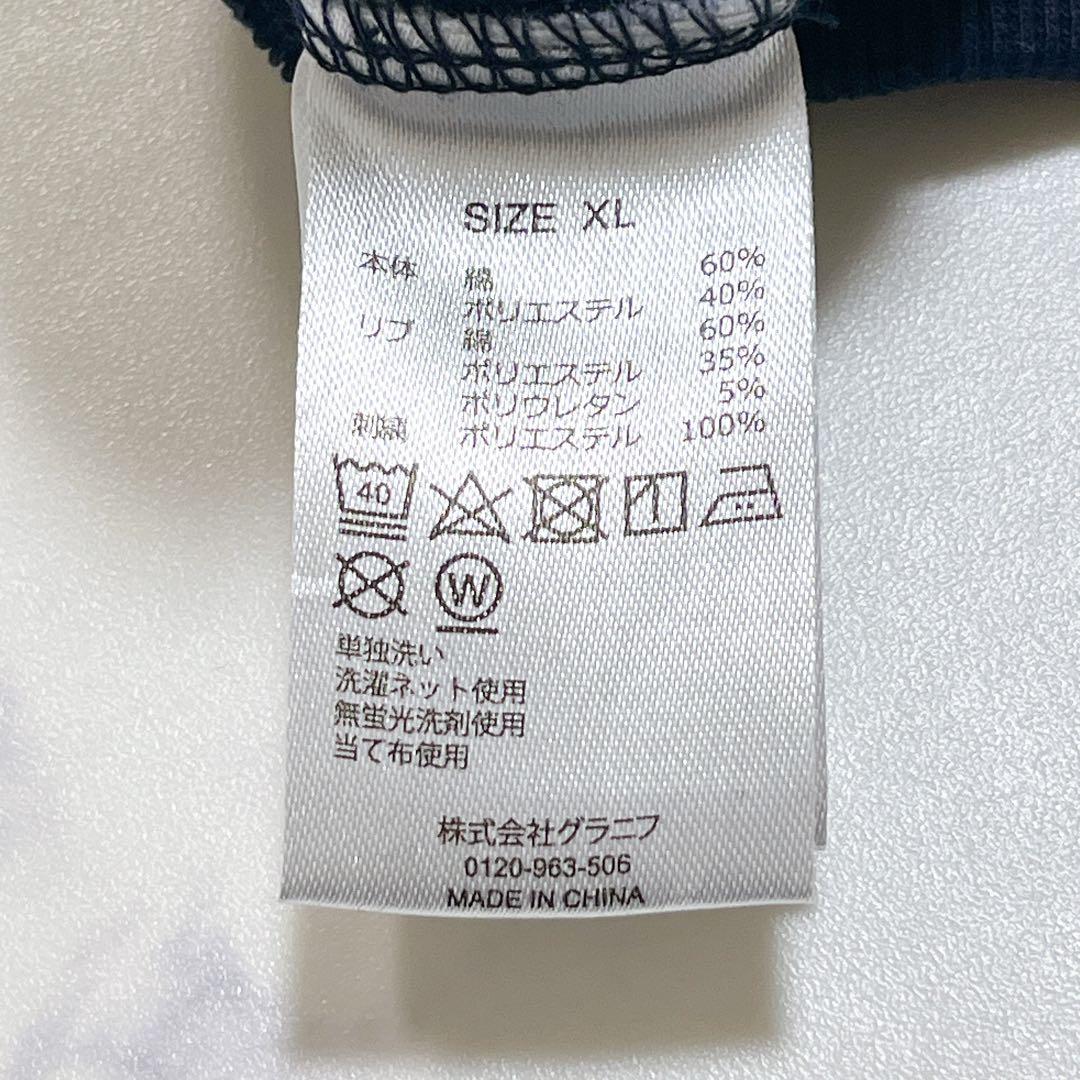 SIZE XL
本体 綿 60%
ポリエステル 40%
リブ 綿 60%
ポリエステル 35%
ポリウレタン 5%
刺繍 ポリエステル 100%
40
W
単独洗い
洗濯ネット使用
無蛍光洗剤使用
当て布使用
株式会社グラニフ
0120-963-506
MADE IN CHINA